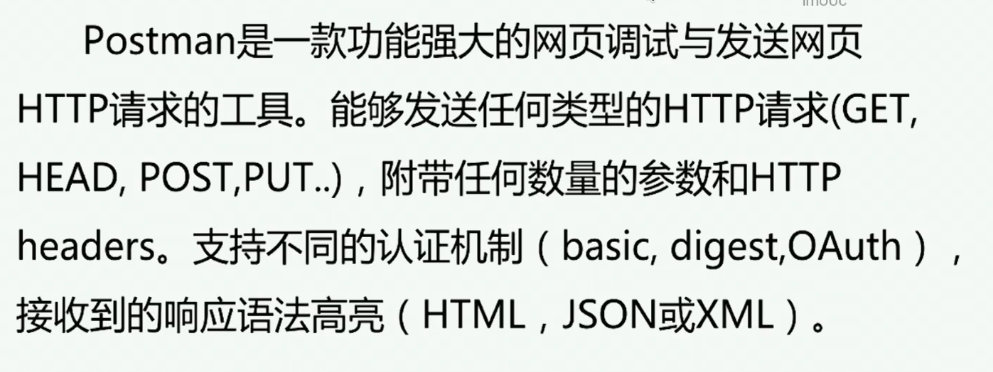 imooc
Postman是一款功能强大的网页调试与发送网页
HTTP请求的工具。能够发送任何类型的HTTP请求(GET,
HEAD, POST,PUT..)，附带任何数量的参数和HTTP
headers。支持不同的认证机制（basic, digest,OAuth），
接收到的响应语法高亮（HTML，JSON或XML）。